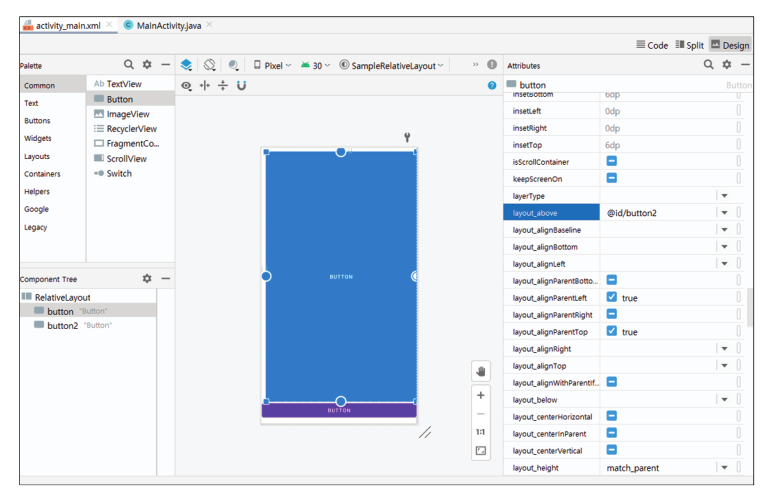 activity_main.xml
MainActivity.java
Code
Split
Design
Palette
Pixel
30
SampleRelativeLayout
Attributes
Common
Text
Buttons
Widgets
Layouts
Containers
Helpers
Google
Legacy
Ab TextView
Button
ImageView
RecyclerView
FragmentCo...
ScrollView
Switch
Component Tree
RelativeLayout
button "Button"
button2 "Button"
BUTTON
BUTTON
1:1
button Button
insetBottom 6dp
insetLeft 0dp
insetRight 0dp
insetTop 6dp
isScrollContainer
keepScreenOn
layerType
layout_above @id/button2
layout_alignBaseline
layout_alignBottom
layout_alignLeft
layout_alignParentBotto...
layout_alignParentLeft true
layout_alignParentRight
layout_alignParentTop true
layout_alignRight
layout_alignTop
layout_alignWithParentIf...
layout_below
layout_centerHorizontal
layout_centerInParent
layout_centerVertical
layout_height match_parent